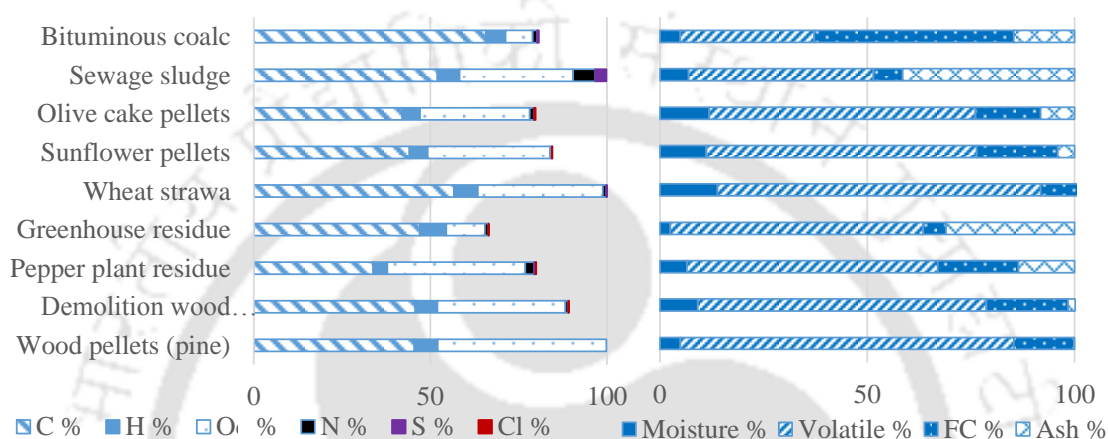 Bituminous coalc
Sewage sludge
Olive cake pellets
Sunflower pellets
Wheat strawa
Greenhouse residue
Pepper plant residue
Demolition wood…
Wood pellets (pine)
0 50 100 0 50 100
C % H % O % N % S % Cl % Moisture % Volatile % FC % Ash %